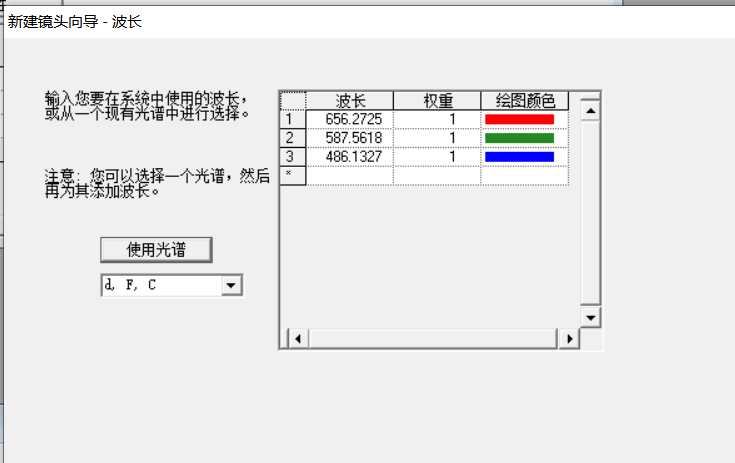 新建镜头向导 - 波长
输入您要在系统中使用的波长，
或从一个现有光谱中进行选择。
注意: 您可以选择一个光谱，然后
再为其添加波长。
使用光谱
d, F, C
波长 权重 绘图颜色
1 656.2725 1
2 587.5618 1
3 486.1327 1
*